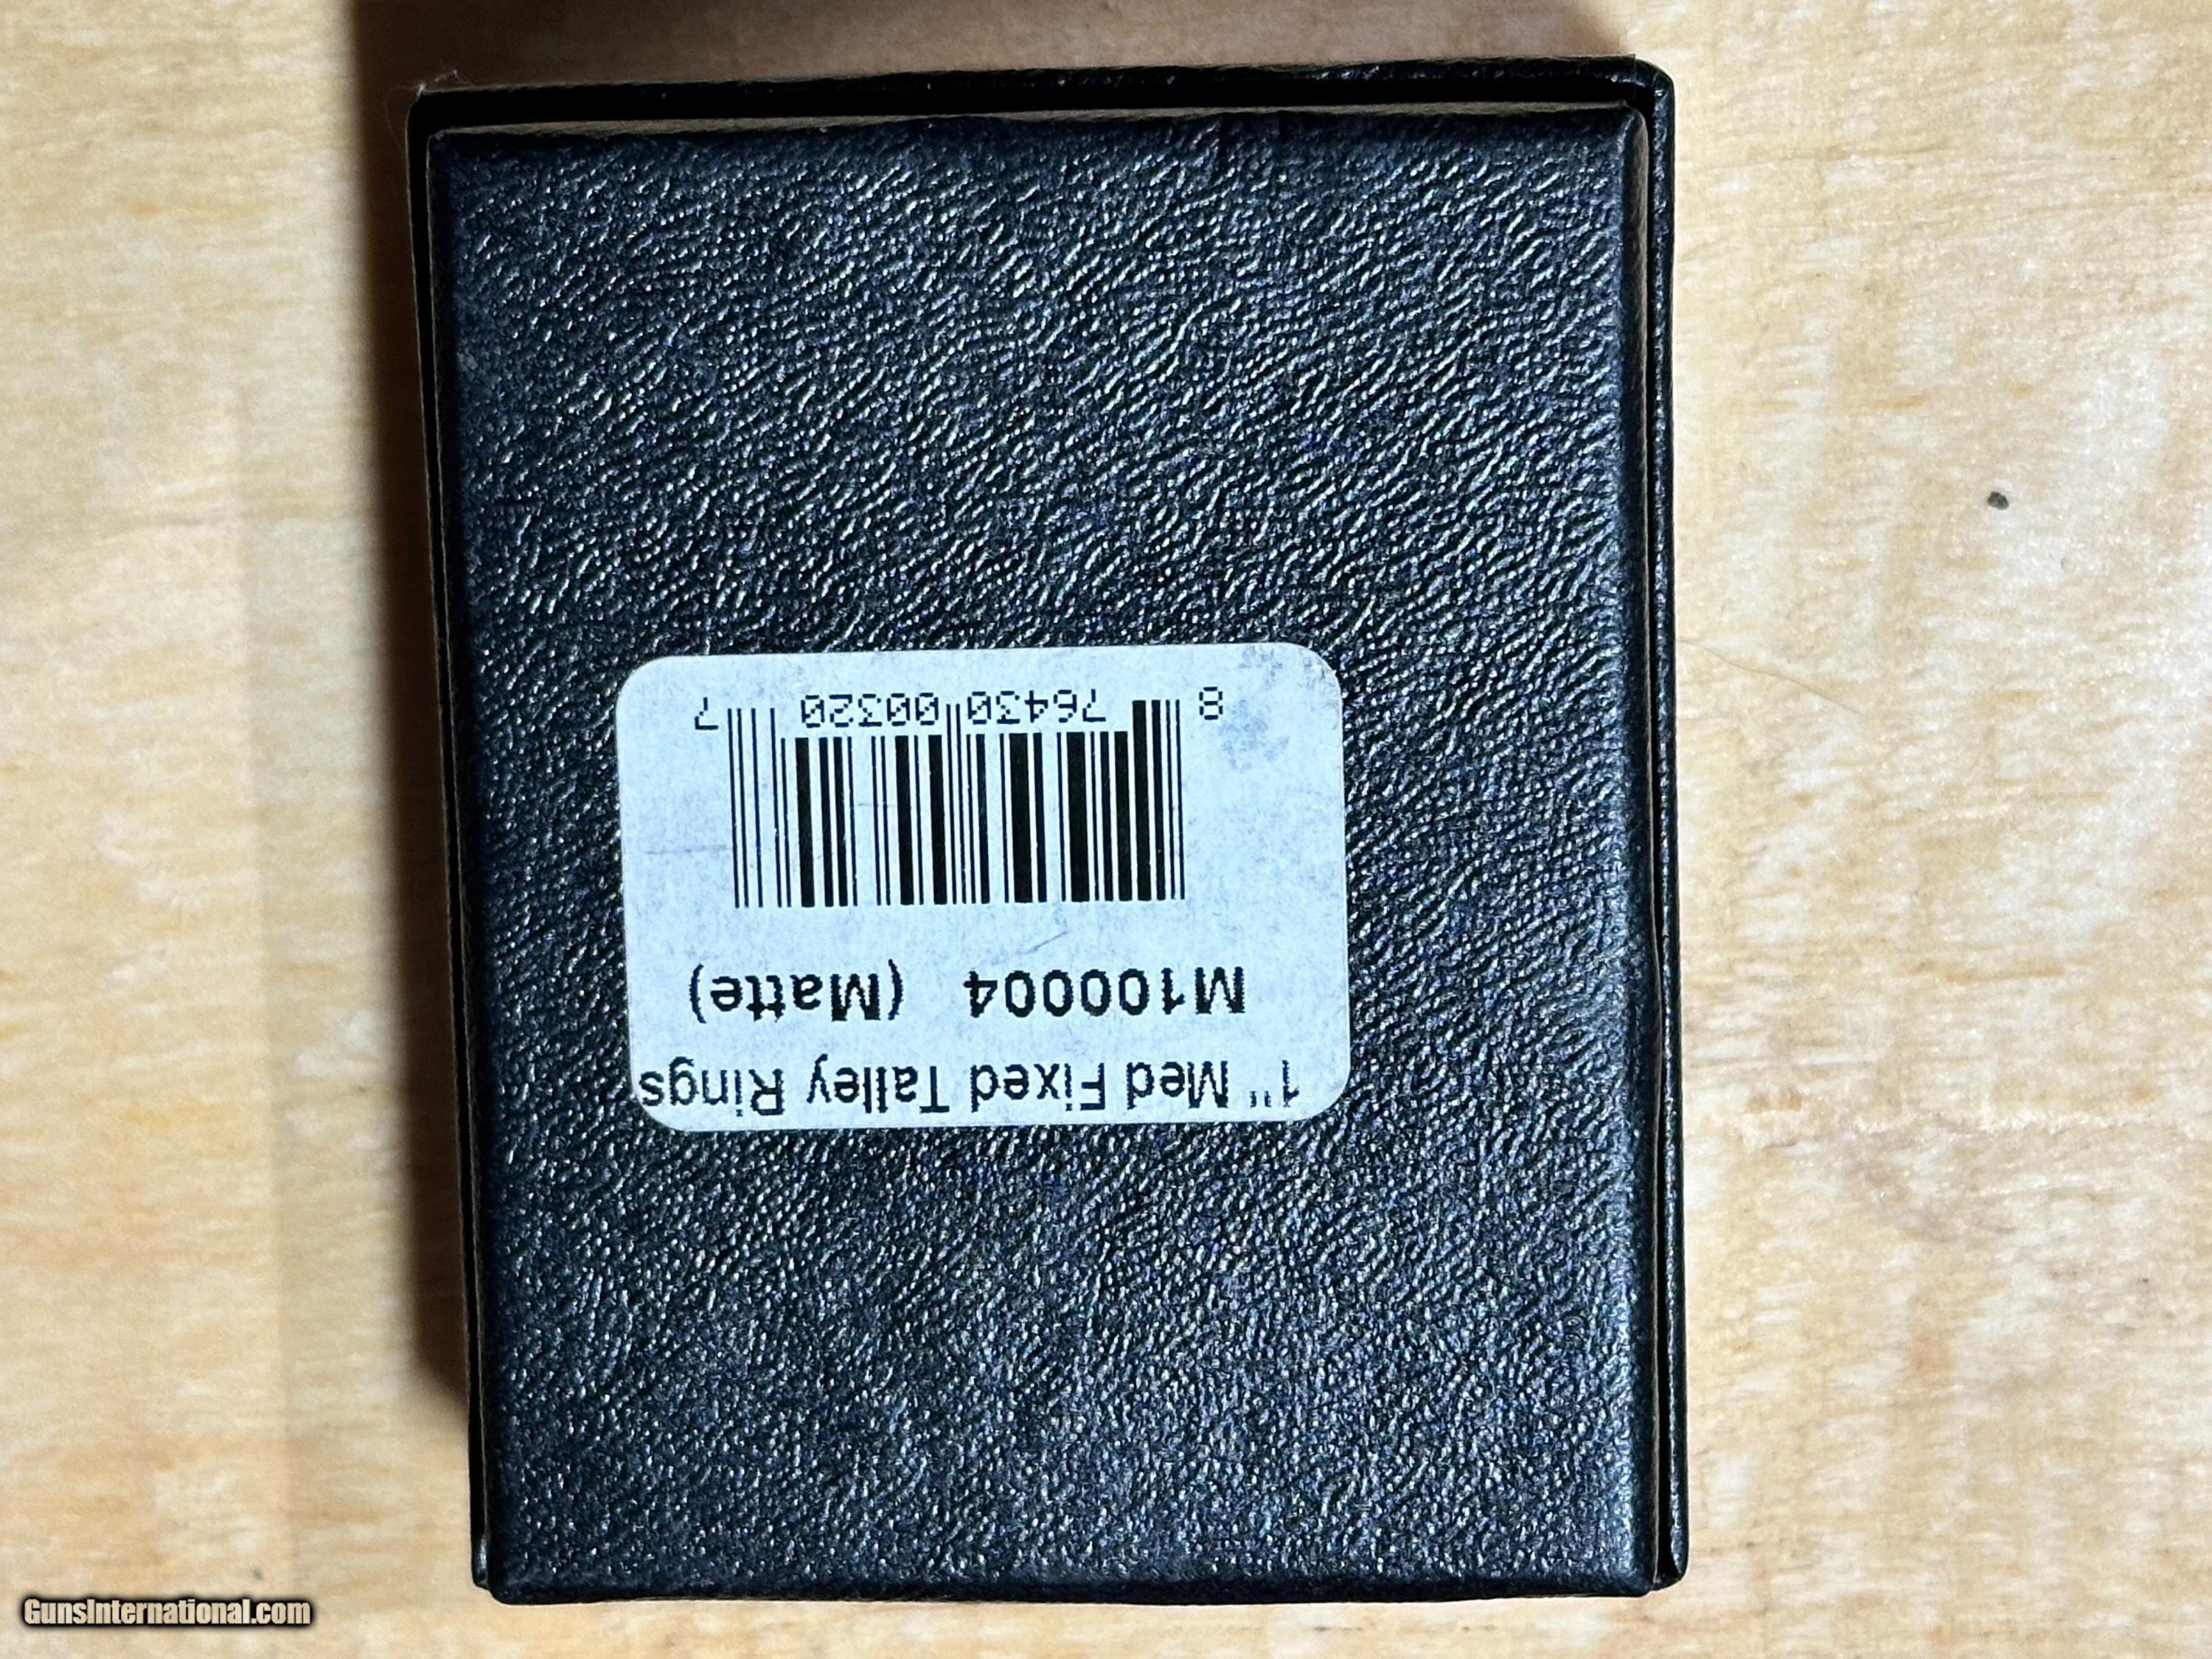 1" Med Fixed Talley Rings
M100004 (Matte)
8 76430 00320 7
GunsInternational.com